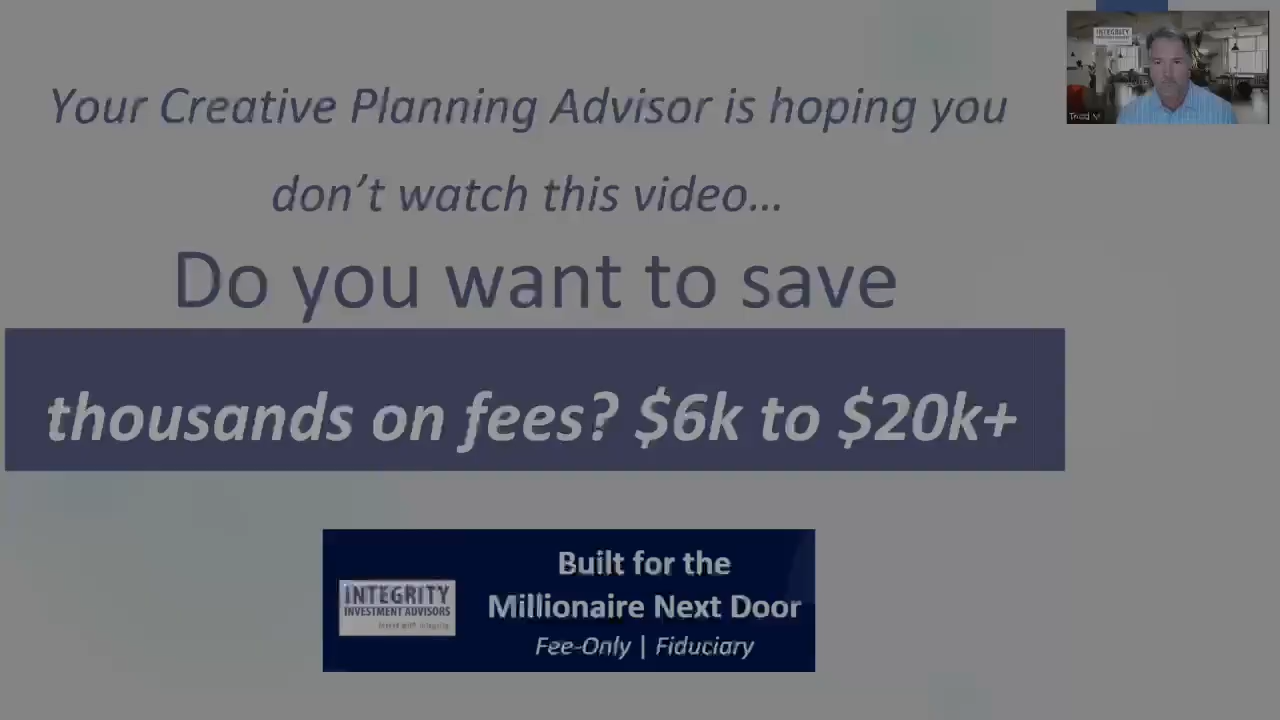 Your Creative Planning Advisor is hoping you
don't watch this video...
Do you want to save
thousands on fees? $6k to $20k+
Built for the
Millionaire Next Door
Fee-Only | Fiduciary
INTEGRITY
INVESTMENT ADVISORS
INTEGRITY